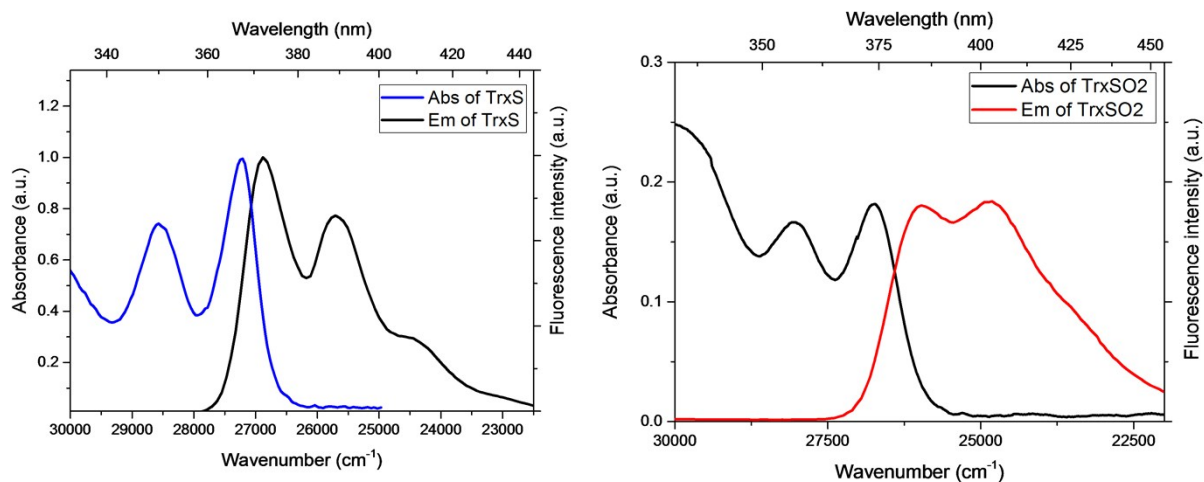 Wavelength (nm)
340 360 380 400 420 440
Abs of TrxS
Em of TrxS
1.2
1.0
0.8
0.6
0.4
0.2
Absorbance (a.u.)
Fluorescence intensity (a.u.)
30000 29000 28000 27000 26000 25000 24000 23000
Wavenumber (cm⁻¹)
Wavelength (nm)
350 375 400 425 450
Abs of TrxSO2
Em of TrxSO2
0.3
0.2
0.1
0.0
Absorbance (a.u.)
Fluorescence intensity (a.u.)
30000 27500 25000 22500
Wavenumber (cm⁻¹)